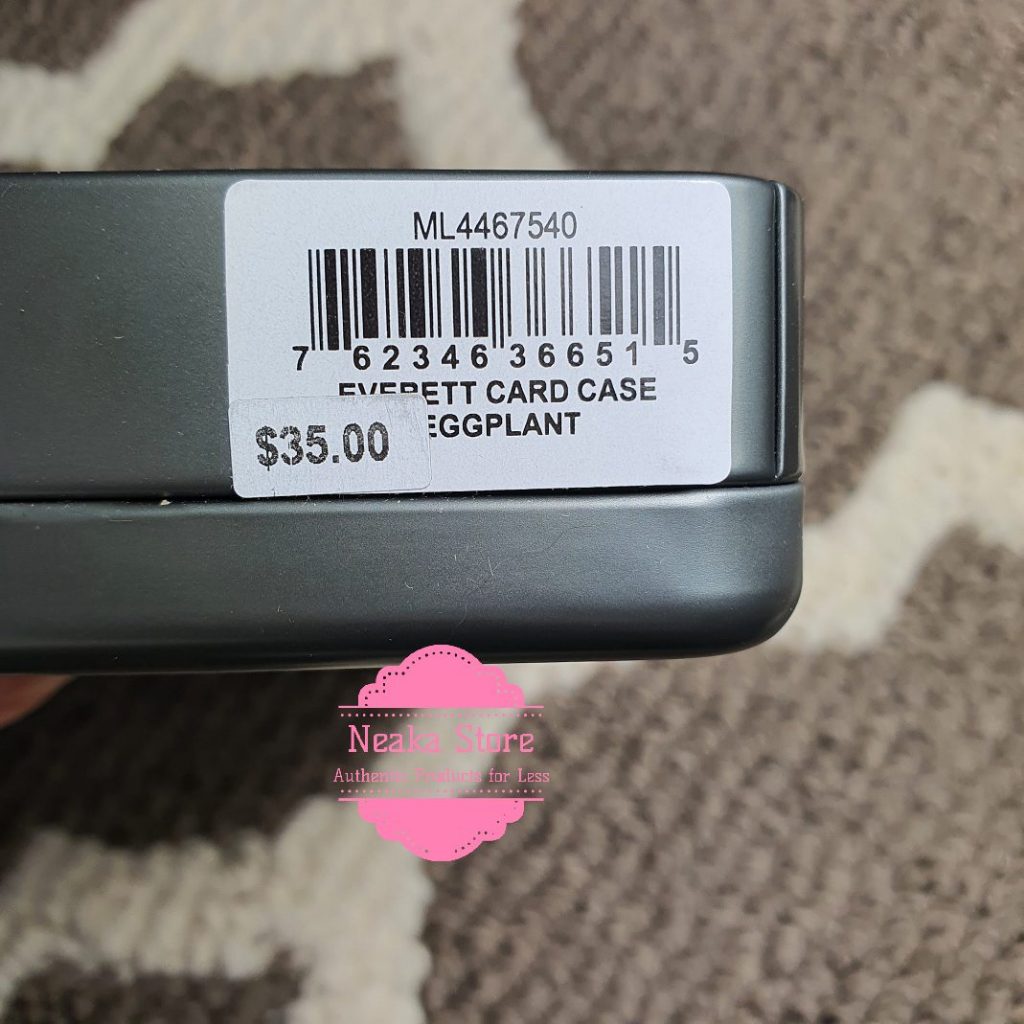 ML4467540
7 62346 36651 5
EVERETT CARD CASE
EGGPLANT
$35.00
Neaka Store
Authentic Products for Less